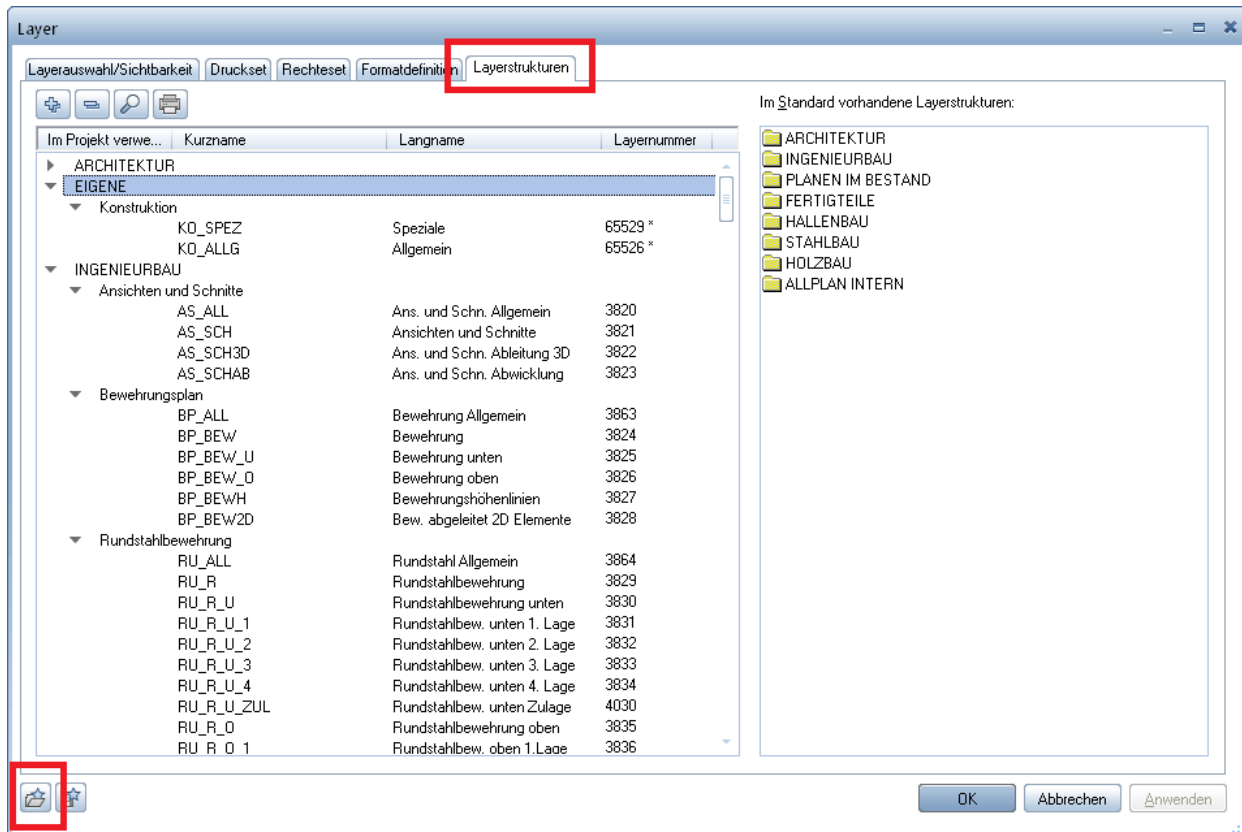 Layer
Layerauswahl/Sichtbarkeit Druckset Rechteset Formatdefinition Layerstrukturen
Im Standard vorhandene Layerstrukturen:
Im Projekt verwe... Kurzname Langname Layernummer
ARCHITEKTUR
EIGENE
Konstruktion
KO_SPEZ Speziale 65529 *
KO_ALLG Allgemein 65526 *
INGENIEURBAU
Ansichten und Schnitte
AS_ALL Ans. und Schn. Allgemein 3820
AS_SCH Ansichten und Schnitte 3821
AS_SCH3D Ans. und Schn. Ableitung 3D 3822
AS_SCHAB Ans. und Schn. Abwicklung 3823
Bewehrungsplan
BP_ALL Bewehrung Allgemein 3863
BP_BEW Bewehrung 3824
BP_BEW_U Bewehrung unten 3825
BP_BEW_O Bewehrung oben 3826
BP_BEWH Bewehrungshöhenlinien 3827
BP_BEW2D Bew. abgeleitet 2D Elemente 3828
Rundstahlbewehrung
RU_ALL Rundstahl Allgemein 3864
RU_R Rundstahlbewehrung 3829
RU_R_U Rundstahlbewehrung unten 3830
RU_R_U_1 Rundstahlbew. unten 1. Lage 3831
RU_R_U_2 Rundstahlbew. unten 2. Lage 3832
RU_R_U_3 Rundstahlbew. unten 3. Lage 3833
RU_R_U_4 Rundstahlbew. unten 4. Lage 3834
RU_R_U_ZUL Rundstahlbew. unten Zulage 4030
RU_R_O Rundstahlbewehrung oben 3835
RU_R_O_1 Rundstahlbew. oben 1.Lage 3836
ARCHITEKTUR
INGENIEURBAU
PLANEN IM BESTAND
FERTIGTEILE
HALLENBAU
STAHLBAU
HOLZBAU
ALLPLAN INTERN
OK Abbrechen Anwenden